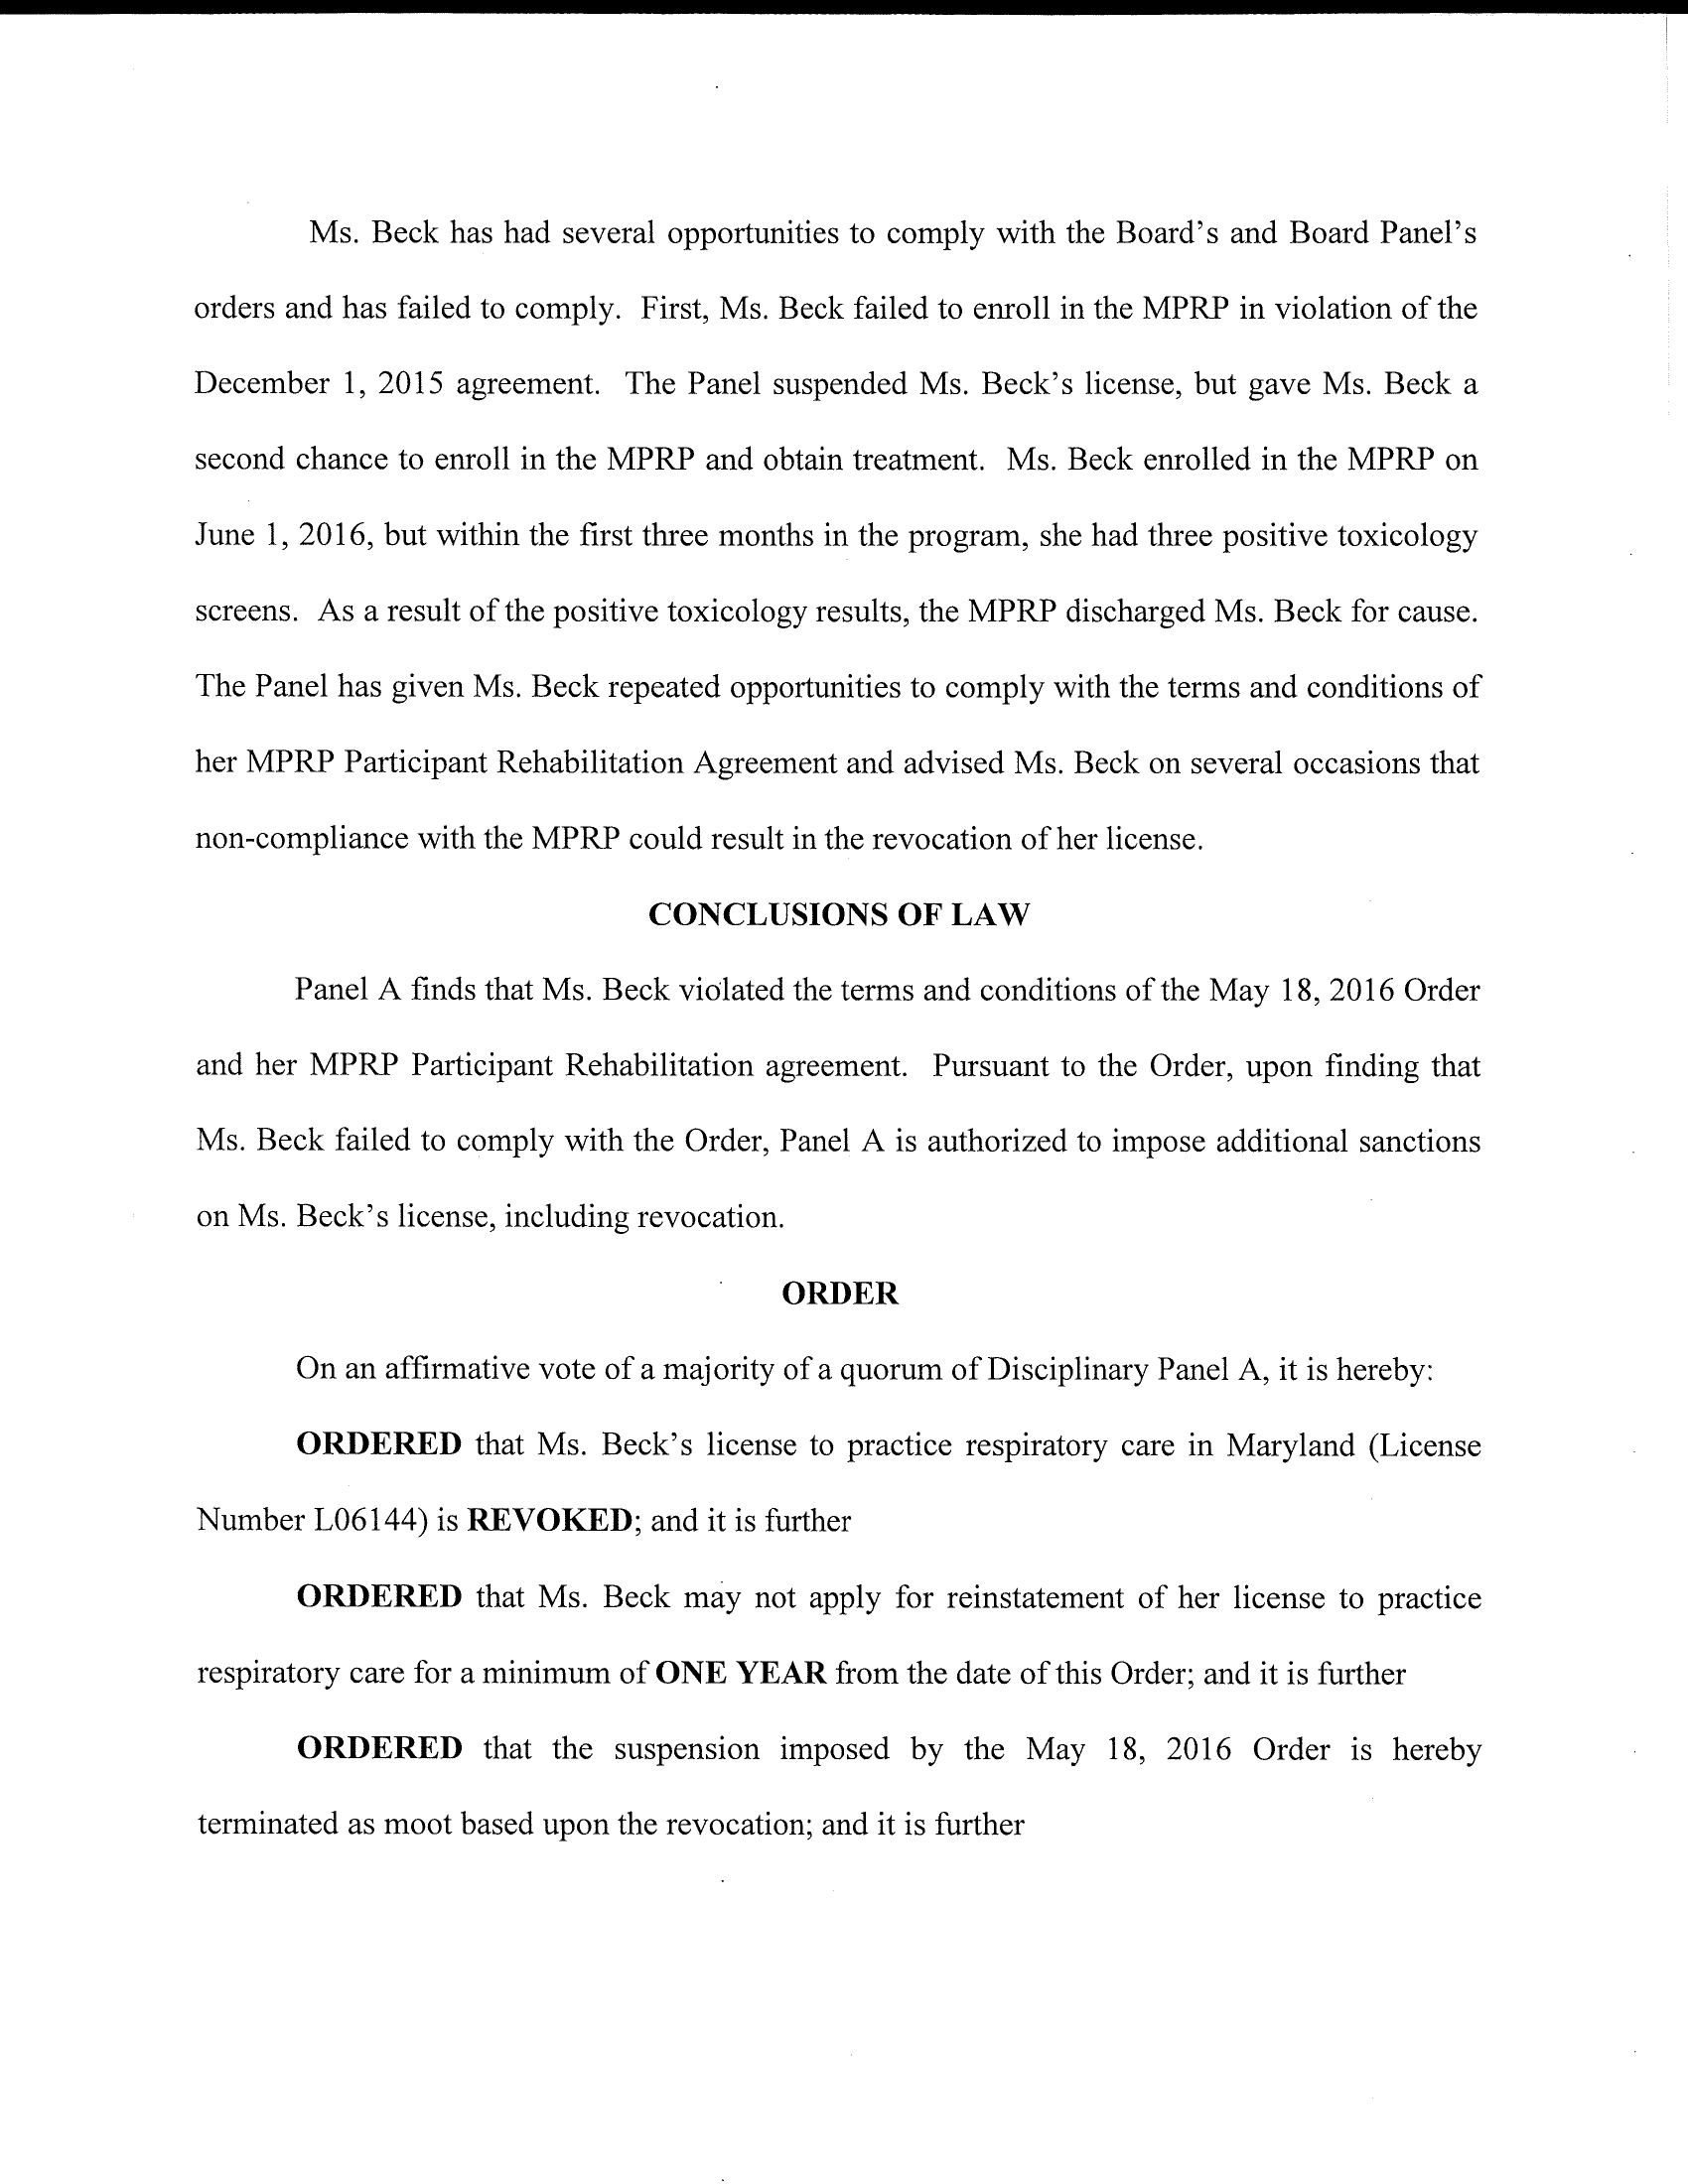 Ms. Beck has had several opportunities to comply with the Board's and Board Panel's
orders and has failed to comply. First, Ms. Beck failed to enroll in the MPRP in violation of the
December 1, 2015 agreement. The Panel suspended Ms. Beck's license, but gave Ms. Beck a
second chance to enroll in the MPRP and obtain treatment. Ms. Beck enrolled in the MPRP on
June 1, 2016, but within the first three months in the program, she had three positive toxicology
screens. As a result of the positive toxicology results, the MPRP discharged Ms. Beck for cause.
The Panel has given Ms. Beck repeated opportunities to comply with the terms and conditions of
her MPRP Participant Rehabilitation Agreement and advised Ms. Beck on several occasions that
non-compliance with the MPRP could result in the revocation of her license.
CONCLUSIONS OF LAW
Panel A finds that Ms. Beck violated the terms and conditions of the May 18, 2016 Order
and her MPRP Participant Rehabilitation agreement. Pursuant to the Order, upon finding that
Ms. Beck failed to comply with the Order, Panel A is authorized to impose additional sanctions
on Ms. Beck's license, including revocation.
ORDER
On an affirmative vote of a majority of a quorum of Disciplinary Panel A, it is hereby:
ORDERED that Ms. Beck's license to practice respiratory care in Maryland (License
Number L06144) is REVOKED; and it is further
ORDERED that Ms. Beck may not apply for reinstatement of her license to practice
respiratory care for a minimum of ONE YEAR from the date of this Order; and it is further
ORDERED that the suspension imposed by the May 18, 2016 Order is hereby
terminated as moot based upon the revocation; and it is further